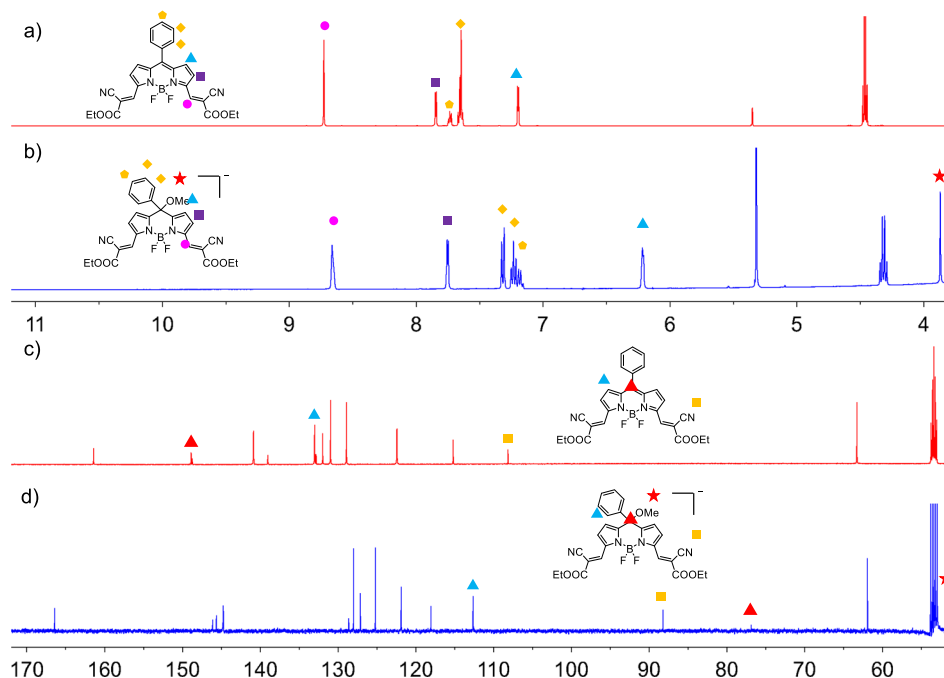 a)
N B N
F F
NC CN
EtOOC COOEt
b)
OMe
−
N B⁻ N
F F
NC CN
EtOOC COOEt
11 10 9 8 7 6 5 4
c)
N B N
F F
NC CN
EtOOC COOEt
d)
OMe
−
N B N
F F
NC CN
EtOOC COOEt
170 160 150 140 130 120 110 100 90 80 70 60